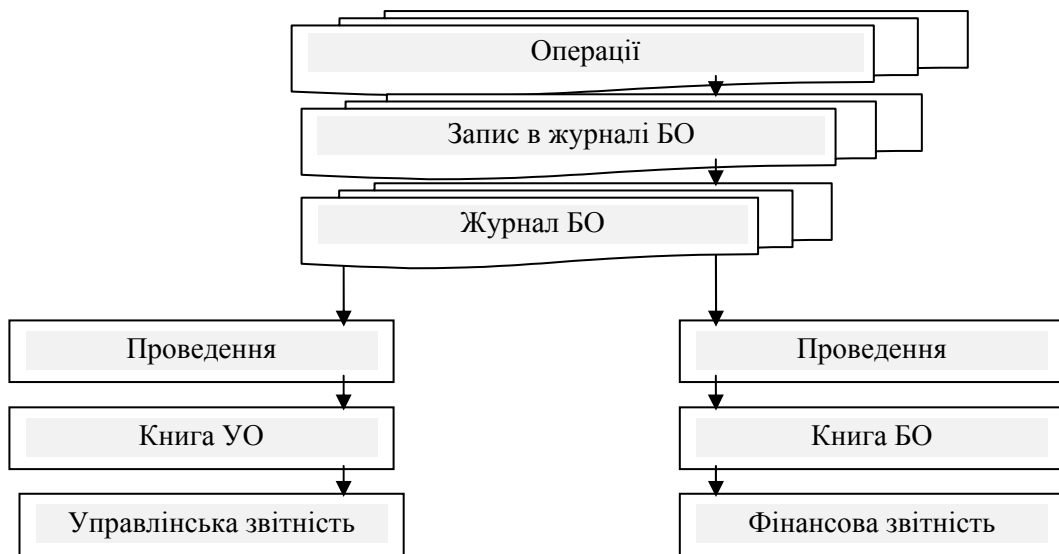 Операції
Запис в журналі БО
Журнал БО
Проведення
Проведення
Книга УО
Книга БО
Управлінська звітність
Фінансова звітність